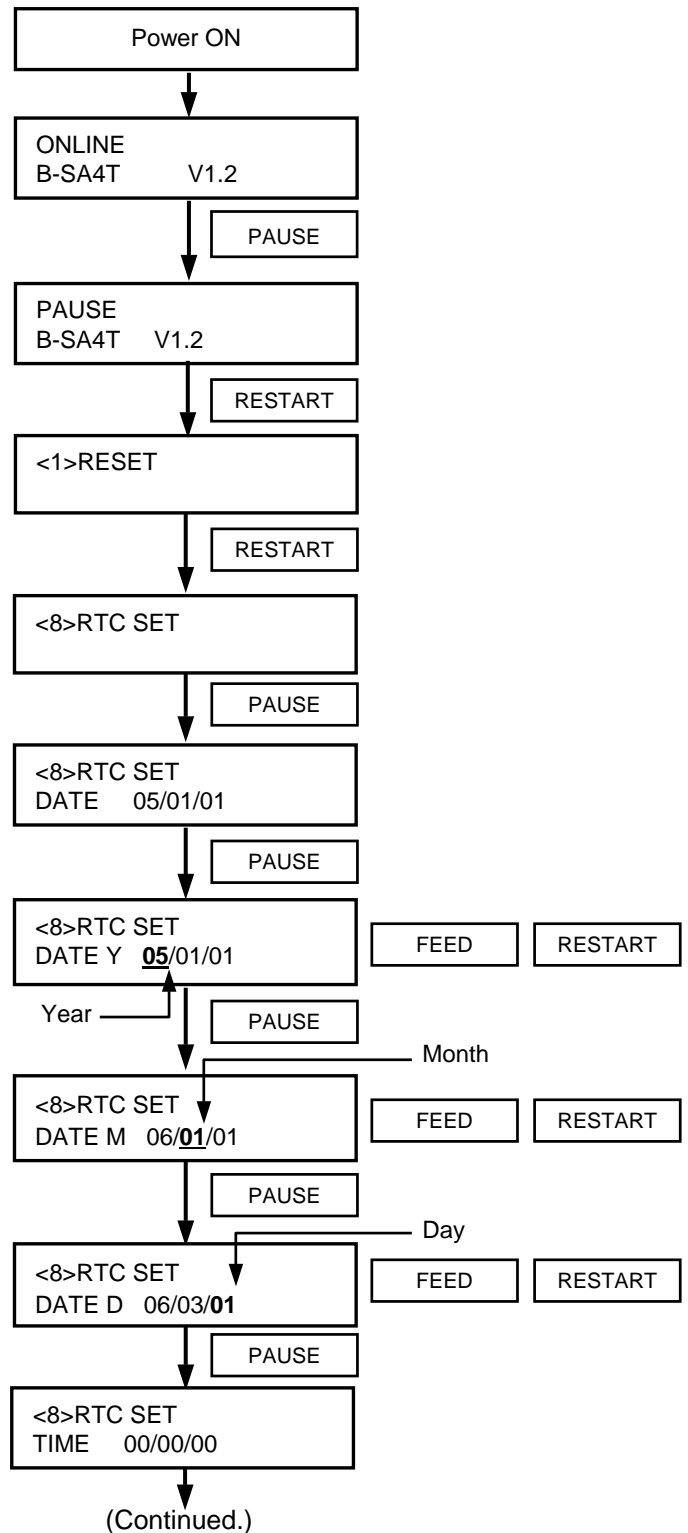 Power ON
ONLINE
B-SA4T V1.2
PAUSE
PAUSE
B-SA4T V1.2
RESTART
<1>RESET
RESTART
<8>RTC SET
PAUSE
<8>RTC SET
DATE 05/01/01
PAUSE
<8>RTC SET
DATE Y 05/01/01
FEED RESTART
Year
PAUSE
Month
<8>RTC SET
DATE M 06/01/01
FEED RESTART
PAUSE
Day
<8>RTC SET
DATE D 06/03/01
FEED RESTART
PAUSE
<8>RTC SET
TIME 00/00/00
(Continued.)